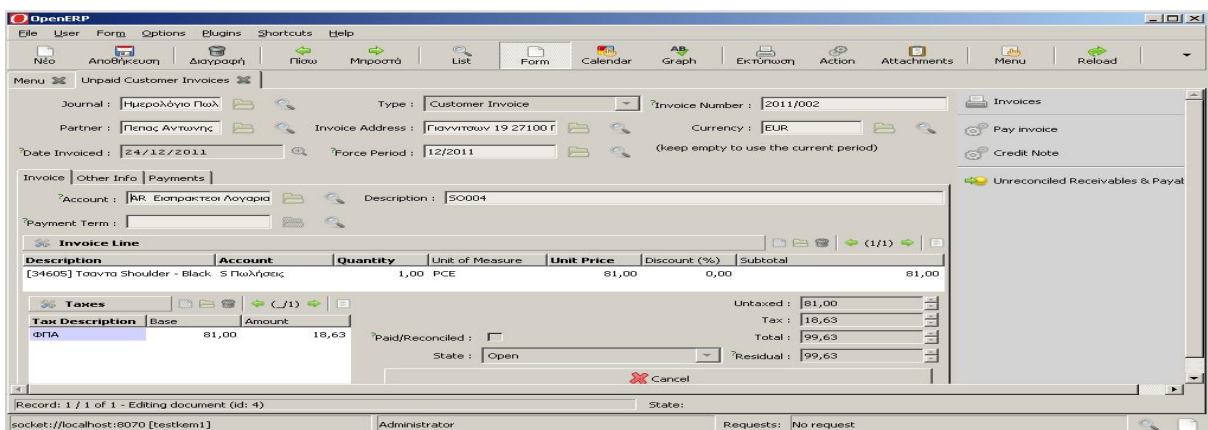 OpenERP
File User Form Options Plugins Shortcuts Help
Νέο Αποθήκευση Διαγραφή Πίσω Μπροστά List Form Calendar Graph Εκτύπωση Action Attachments Menu Reload
Menu Unpaid Customer Invoices
Journal : Ημερολόγιο Πωλ Type : Customer Invoice ?Invoice Number : 2011/002 Invoices
Partner : Πεπας Αντωνης Invoice Address : Γιαννιτσων 19 27100 Γ Currency : EUR Pay invoice
?Date Invoiced : 24/12/2011 ?Force Period : 12/2011 (keep empty to use the current period) Credit Note
Invoice Other Info Payments Unreconciled Receivables & Payat
?Account : AR Εισπρακτεοι Λογαρια Description : SO004
?Payment Term :
Invoice Line (1/1)
Description Account Quantity Unit of Measure Unit Price Discount (%) Subtotal
[34605] Τσαντα Shoulder - Black S Πωλήσεις 1,00 PCE 81,00 0,00 81,00
Taxes (_/1) Untaxed : 81,00
Tax Description Base Amount Tax : 18,63
ΦΠΑ 81,00 18,63 ?Paid/Reconciled : Total : 99,63
State : Open ?Residual : 99,63
Cancel
Record: 1 / 1 of 1 - Editing document (id: 4) State:
socket://localhost:8070 [testkem1] Administrator Requests: No request